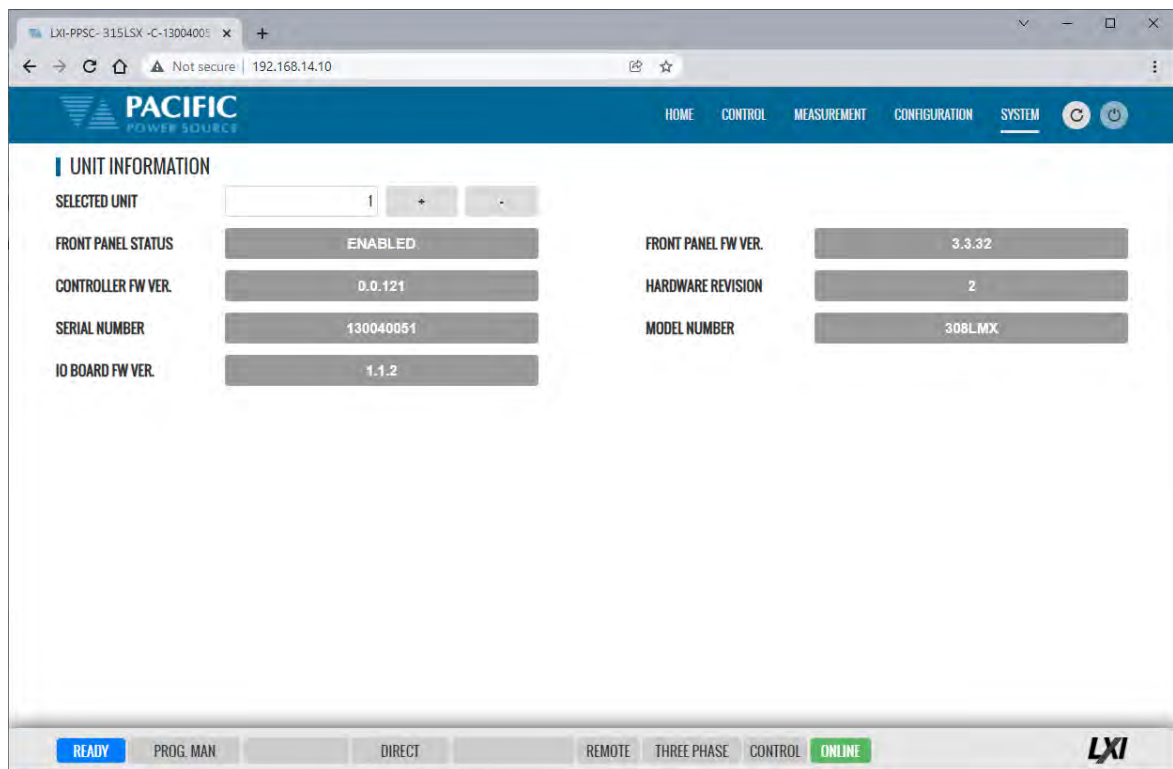 LXI-PPSC- 315LSX -C-13004005
Not secure | 192.168.14.10
PACIFIC
POWER SOURCE
HOME CONTROL MEASUREMENT CONFIGURATION SYSTEM
UNIT INFORMATION
SELECTED UNIT 1 + -
FRONT PANEL STATUS ENABLED FRONT PANEL FW VER. 3.3.32
CONTROLLER FW VER. 0.0.121 HARDWARE REVISION 2
SERIAL NUMBER 130040051 MODEL NUMBER 308LMX
IO BOARD FW VER. 1.1.2
READY PROG. MAN DIRECT REMOTE THREE PHASE CONTROL ONLINE LXI